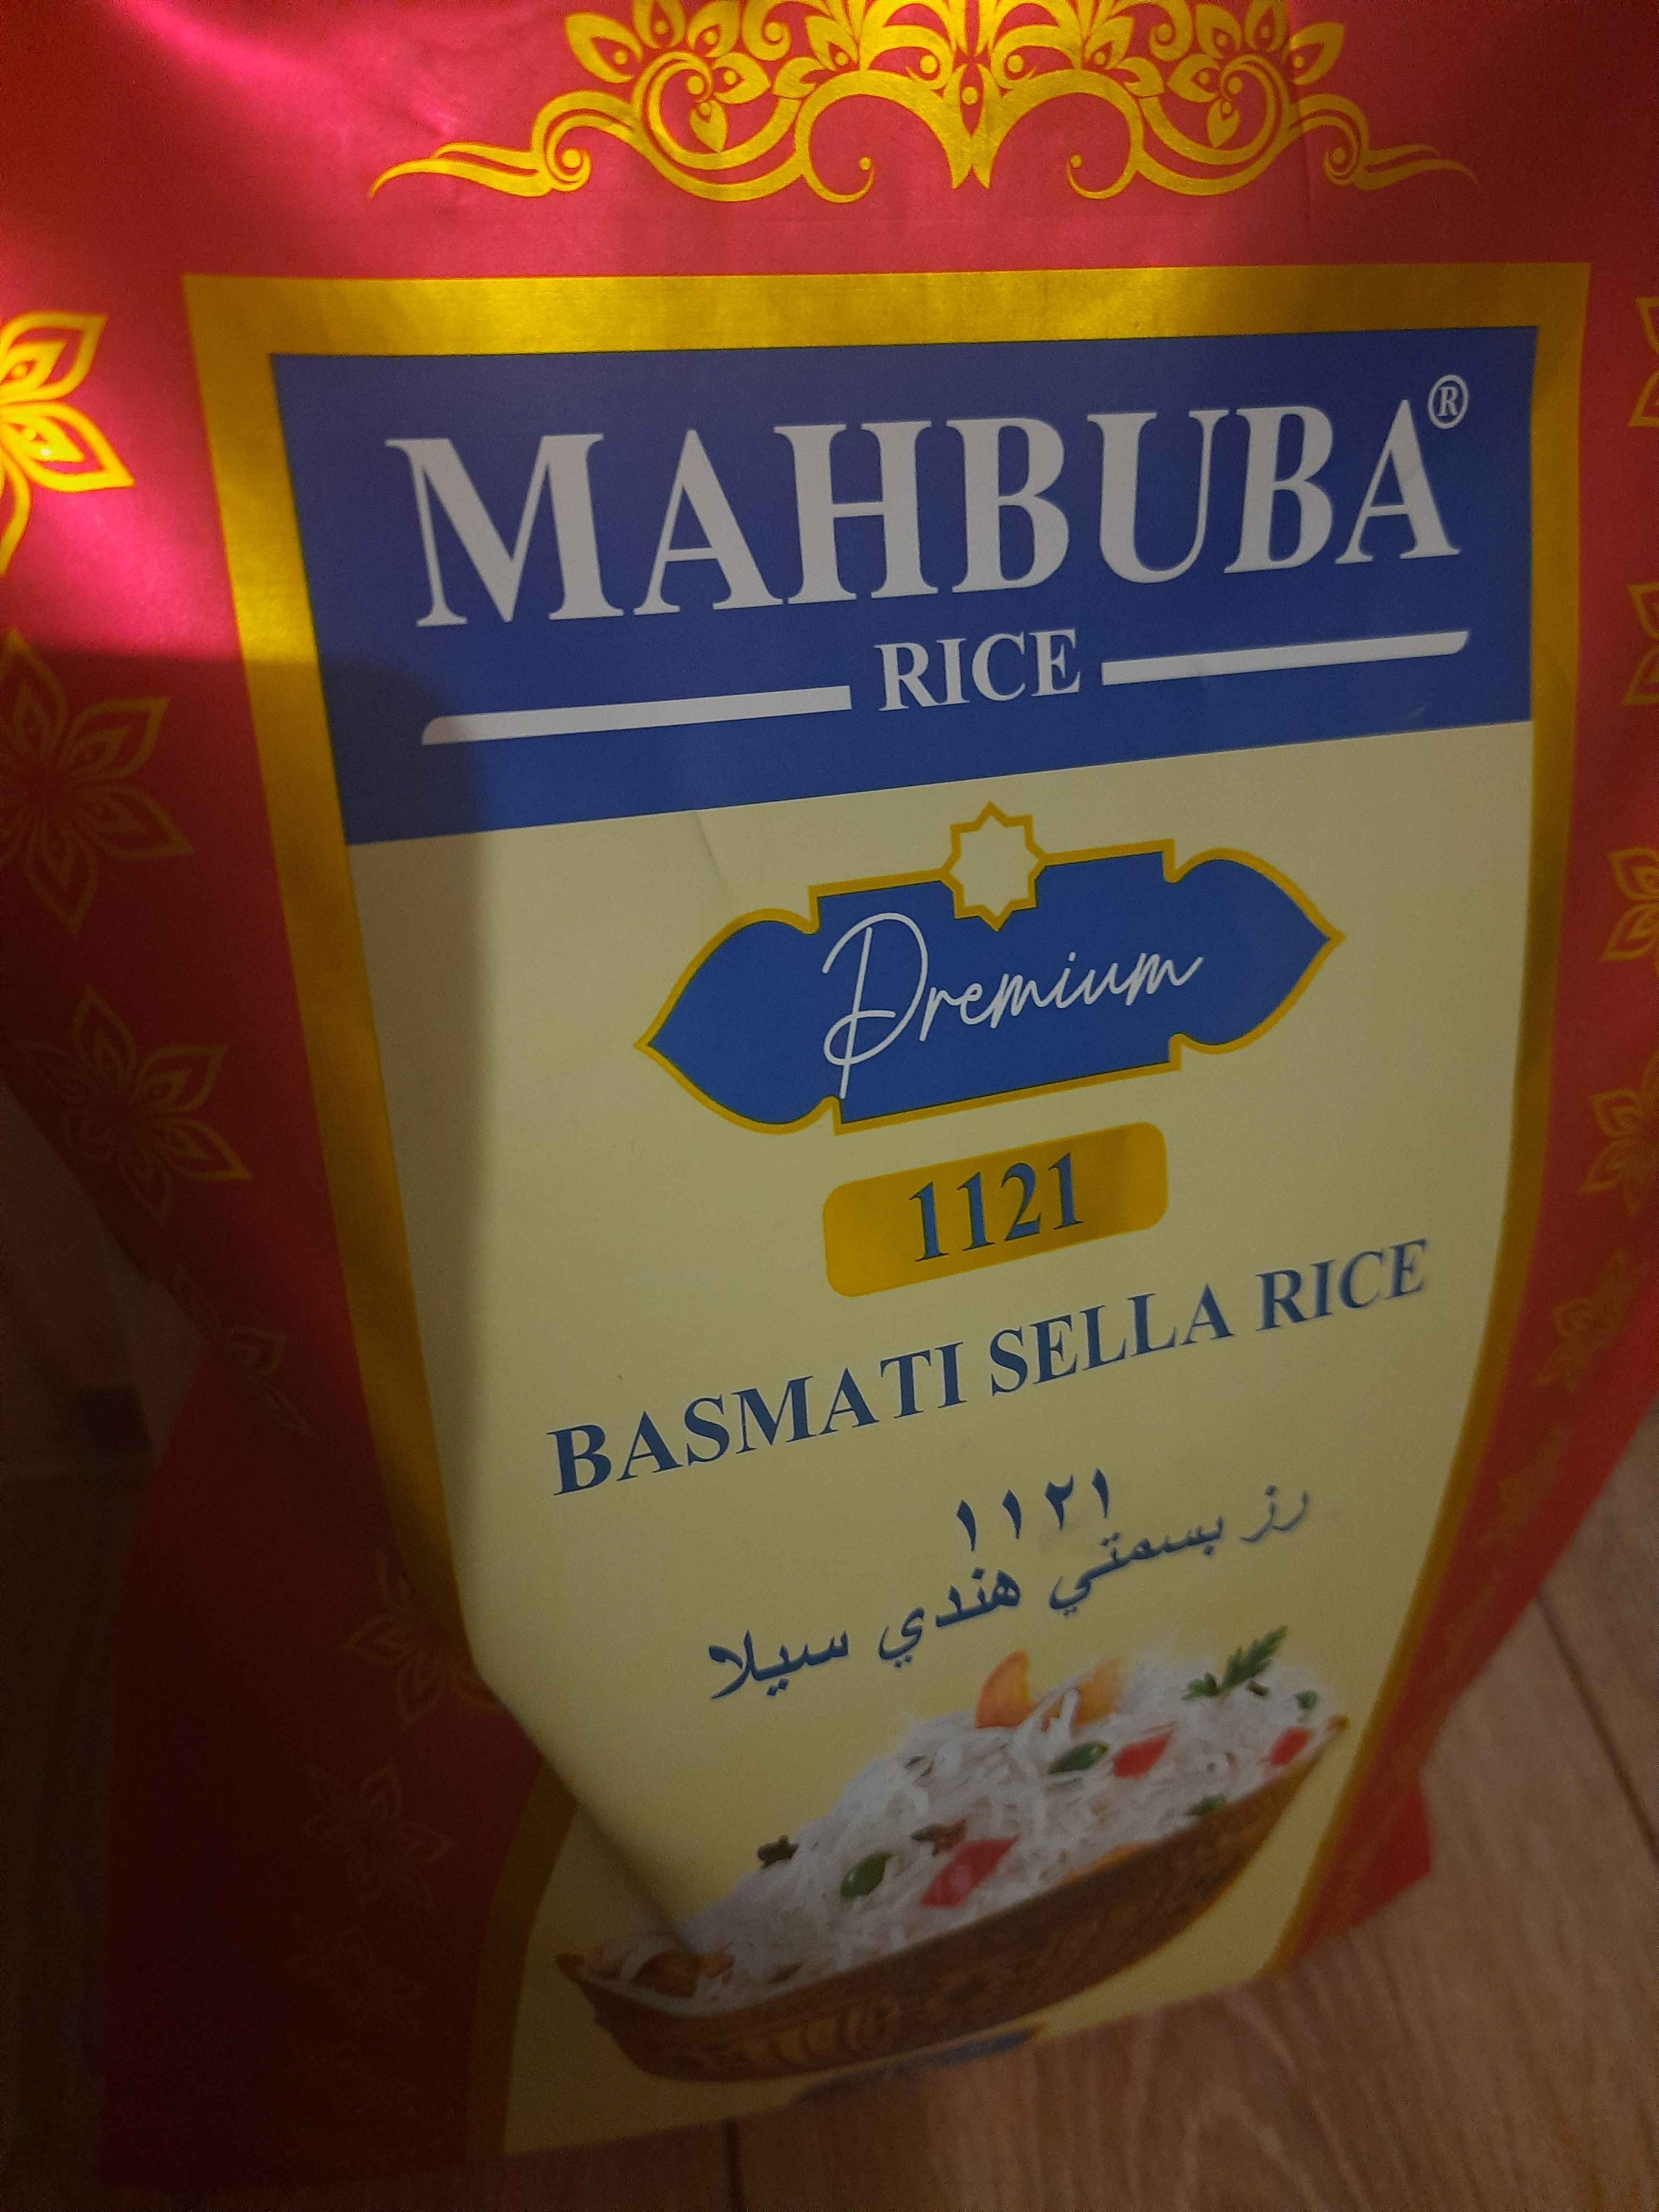 MAHBUBA®
RICE
Premium
1121
BASMATI SELLA RICE
١١٢١
رز بسمتي هندي سيلا